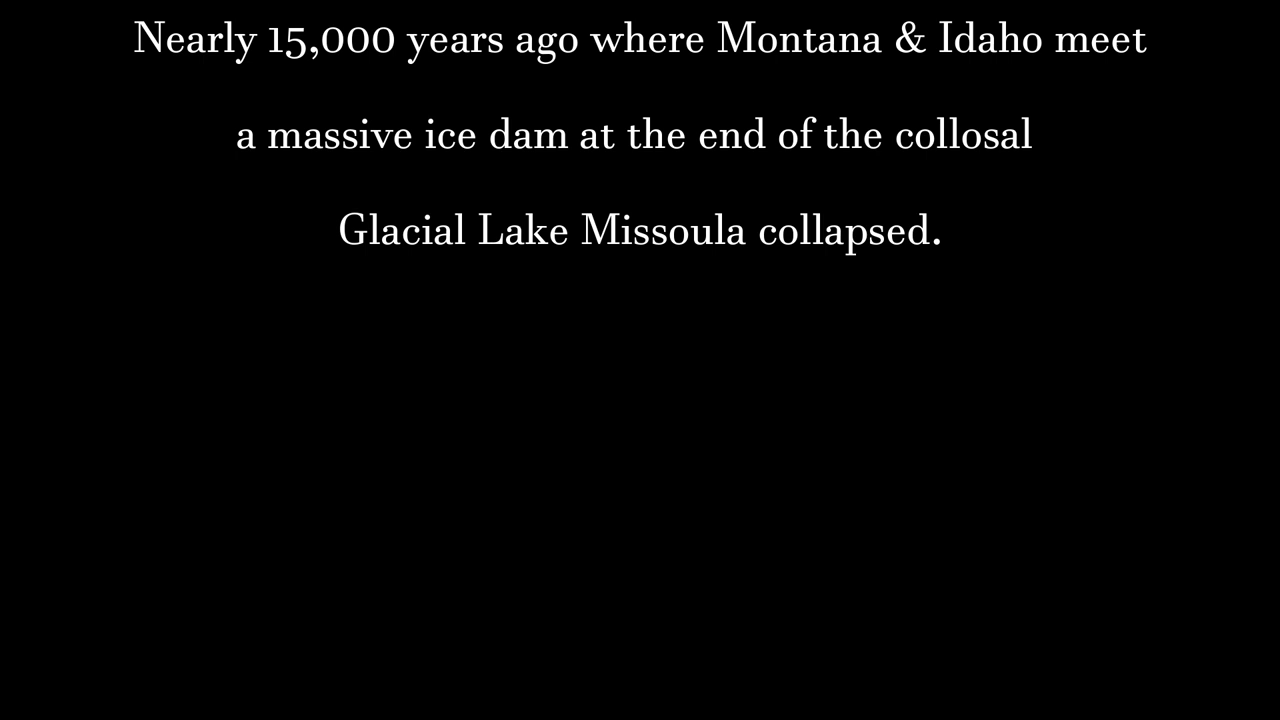 Nearly 15,000 years ago where Montana & Idaho meet
a massive ice dam at the end of the collosal
Glacial Lake Missoula collapsed.